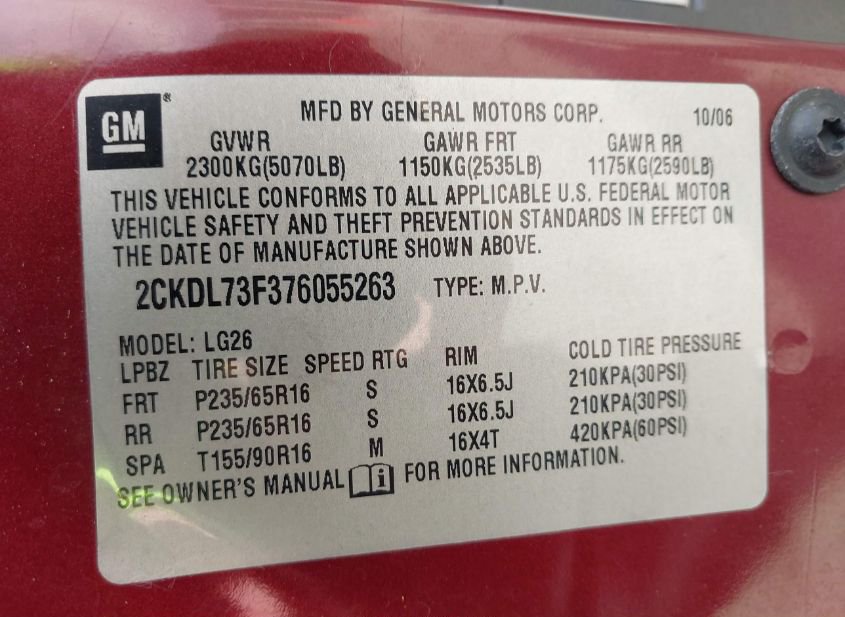 GM ® MFD BY GENERAL MOTORS CORP. 10/06
GVWR GAWR FRT GAWR RR
2300KG(5070LB) 1150KG(2535LB) 1175KG(2590LB)
THIS VEHICLE CONFORMS TO ALL APPLICABLE U.S. FEDERAL MOTOR
VEHICLE SAFETY AND THEFT PREVENTION STANDARDS IN EFFECT ON
THE DATE OF MANUFACTURE SHOWN ABOVE.
2CKDL73F376055263 TYPE: M.P.V.
MODEL: LG26
LPBZ TIRE SIZE SPEED RTG RIM COLD TIRE PRESSURE
FRT P235/65R16 S 16X6.5J 210KPA(30PSI)
RR P235/65R16 S 16X6.5J 210KPA(30PSI)
SPA T155/90R16 M 16X4T 420KPA(60PSI)
SEE OWNER'S MANUAL i FOR MORE INFORMATION.